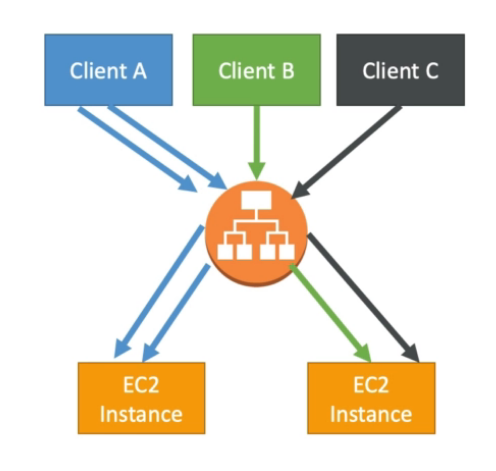 Client A
Client B
Client C
EC2
Instance
EC2
Instance